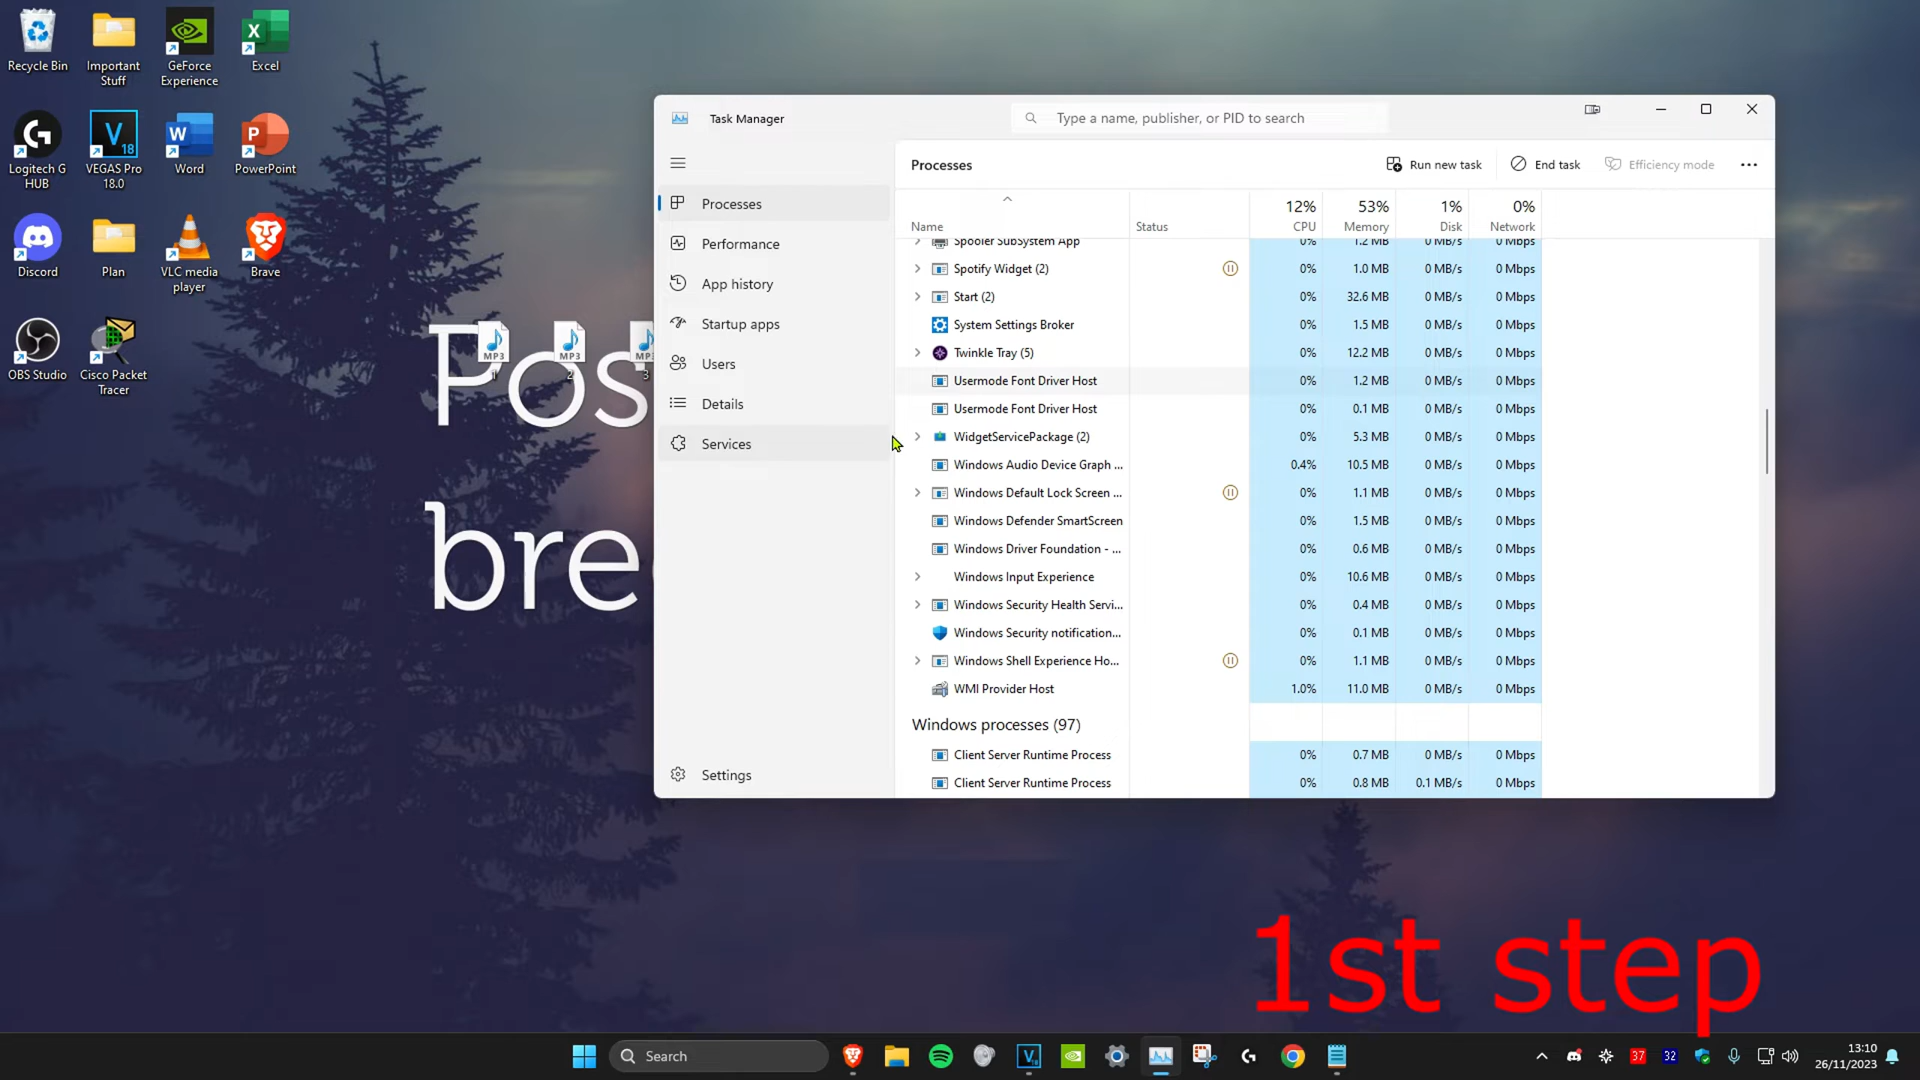 Recycle Bin
Important
Stuff
GeForce
Experience
Excel
Logitech G
HUB
VEGAS Pro
18.0
Word
PowerPoint
Discord
Plan
VLC media
player
Brave
OBS Studio
Cisco Packet
Tracer
MP3
MP3
MP3
1
2
3
Pos
bre
Task Manager
Type a name, publisher, or PID to search
Processes
Run new task
End task
Efficiency mode
Processes
Performance
App history
Startup apps
Users
Details
Services
Settings
12% 53% 1% 0%
Name Status CPU Memory Disk Network
Spooler SubSystem App 0% 1.2 MB 0 MB/s 0 Mbps
Spotify Widget (2) 0% 1.0 MB 0 MB/s 0 Mbps
Start (2) 0% 32.6 MB 0 MB/s 0 Mbps
System Settings Broker 0% 1.5 MB 0 MB/s 0 Mbps
Twinkle Tray (5) 0% 12.2 MB 0 MB/s 0 Mbps
Usermode Font Driver Host 0% 1.2 MB 0 MB/s 0 Mbps
Usermode Font Driver Host 0% 0.1 MB 0 MB/s 0 Mbps
WidgetServicePackage (2) 0% 5.3 MB 0 MB/s 0 Mbps
Windows Audio Device Graph ... 0.4% 10.5 MB 0 MB/s 0 Mbps
Windows Default Lock Screen ... 0% 1.1 MB 0 MB/s 0 Mbps
Windows Defender SmartScreen 0% 1.5 MB 0 MB/s 0 Mbps
Windows Driver Foundation - ... 0% 0.6 MB 0 MB/s 0 Mbps
Windows Input Experience 0% 10.6 MB 0 MB/s 0 Mbps
Windows Security Health Servi... 0% 0.4 MB 0 MB/s 0 Mbps
Windows Security notification... 0% 0.1 MB 0 MB/s 0 Mbps
Windows Shell Experience Ho... 0% 1.1 MB 0 MB/s 0 Mbps
WMI Provider Host 1.0% 11.0 MB 0 MB/s 0 Mbps
Windows processes (97)
Client Server Runtime Process 0% 0.7 MB 0 MB/s 0 Mbps
Client Server Runtime Process 0% 0.8 MB 0.1 MB/s 0 Mbps
1st step
Search
37
32
13:10
26/11/2023